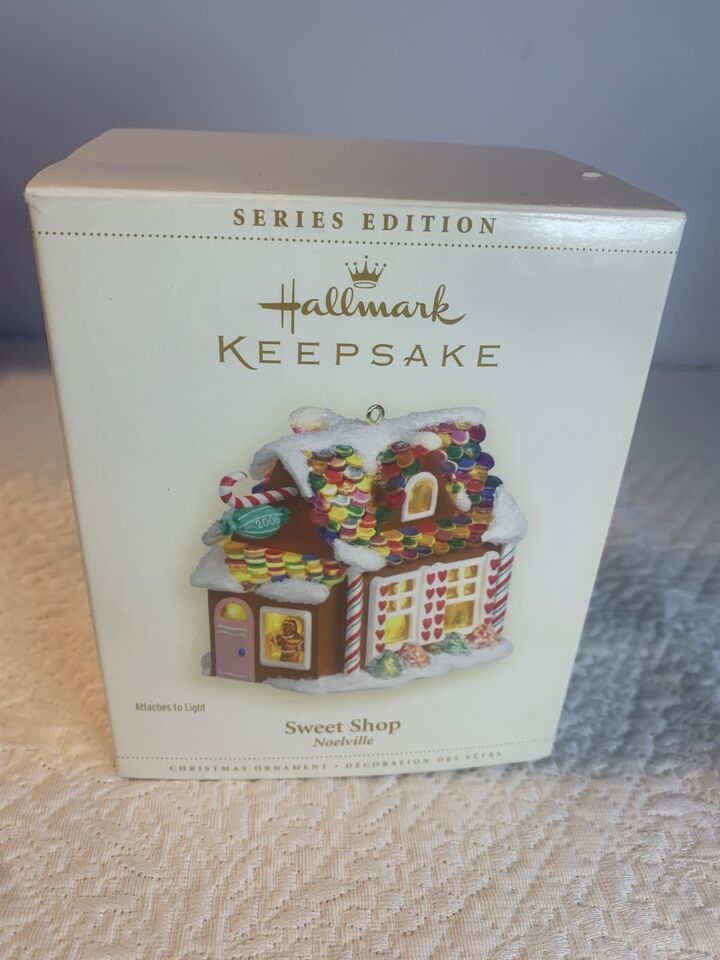 SERIES EDITION
Hallmark
KEEPSAKE
2006
Attaches to Light
Sweet Shop
Noelville
CHRISTMAS ORNAMENT • DÉCORATION DES FÊTES